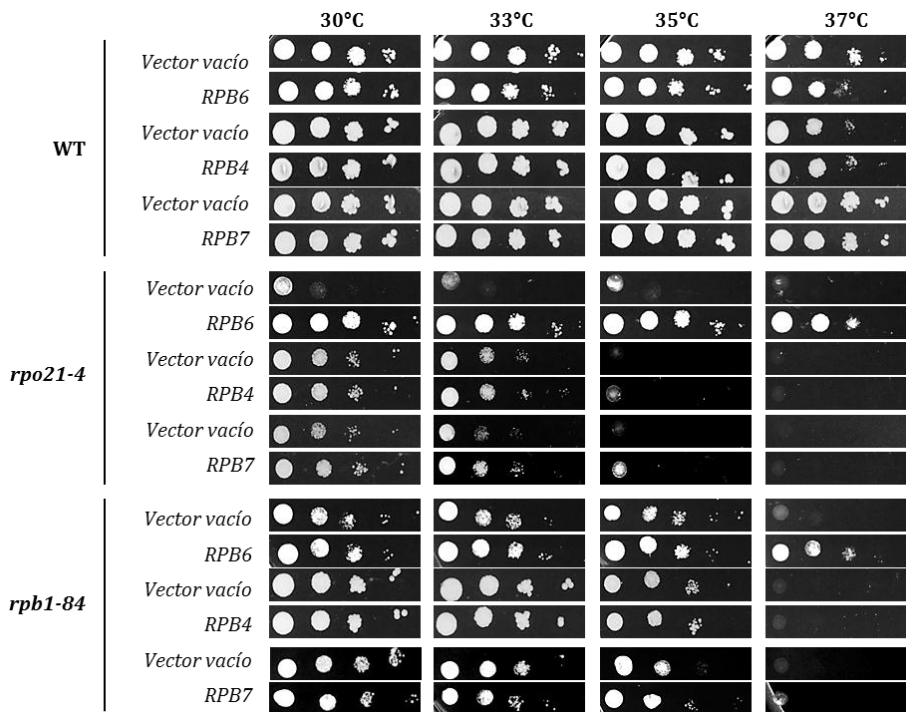 30°C 33°C 35°C 37°C
Vector vacío
RPB6
Vector vacío
WT
RPB4
Vector vacío
RPB7
Vector vacío
RPB6
Vector vacío
rpo21-4
RPB4
Vector vacío
RPB7
Vector vacío
RPB6
Vector vacío
rpb1-84
RPB4
Vector vacío
RPB7